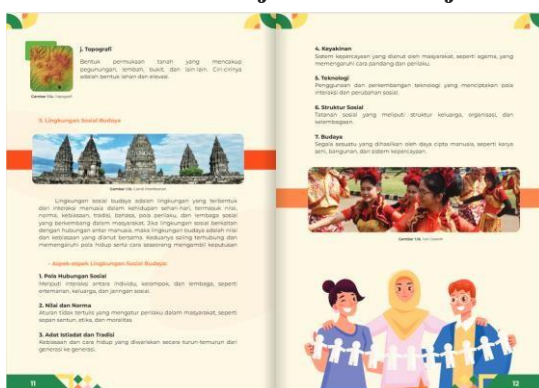 j. Topografi
Bentuk permukaan tanah yang mencakup
pegunungan, lembah, bukit, dan lain-lain. Ciri-cirinya
adalah bentuk lahan dan elevasi.
Topografi
Lingkungan Sosial Budaya
Candi Prambanan
Lingkungan sosial budaya adalah lingkungan yang terbentuk
dari interaksi manusia dalam kehidupan sehari-hari, termasuk nilai,
norma, kebiasaan, tradisi, bahasa, pola perilaku, dan lembaga sosial
yang berkembang dalam masyarakat. Jika lingkungan sosial berkaitan
dengan hubungan antar manusia, maka lingkungan budaya adalah nilai
dan kebiasaan yang dianut bersama. Keduanya saling terhubung dan
memengaruhi pola hidup serta cara seseorang mengambil keputusan
- Aspek-aspek Lingkungan Sosial Budaya:
1. Pola Hubungan Sosial
Meliputi interaksi antara individu, kelompok, dan lembaga, seperti
pertemanan, keluarga, dan jaringan sosial.
2. Nilai dan Norma
Aturan tidak tertulis yang mengatur perilaku dalam masyarakat, seperti
sopan santun, etika, dan moralitas.
3. Adat Istiadat dan Tradisi
Kebiasaan dan cara hidup yang diwariskan secara turun-temurun dari
generasi ke generasi.
11
4. Keyakinan
Sistem kepercayaan yang dianut oleh masyarakat, seperti agama, yang
memengaruhi cara pandang dan perilaku.
5. Teknologi
Penggunaan dan perkembangan teknologi yang menciptakan pola
interaksi dan perubahan sosial.
6. Struktur Sosial
Tatanan sosial yang meliputi struktur keluarga, organisasi, dan
kelembagaan.
7. Budaya
Segala sesuatu yang dihasilkan oleh daya cipta manusia, seperti karya
seni, bangunan, dan sistem kepercayaan.
12